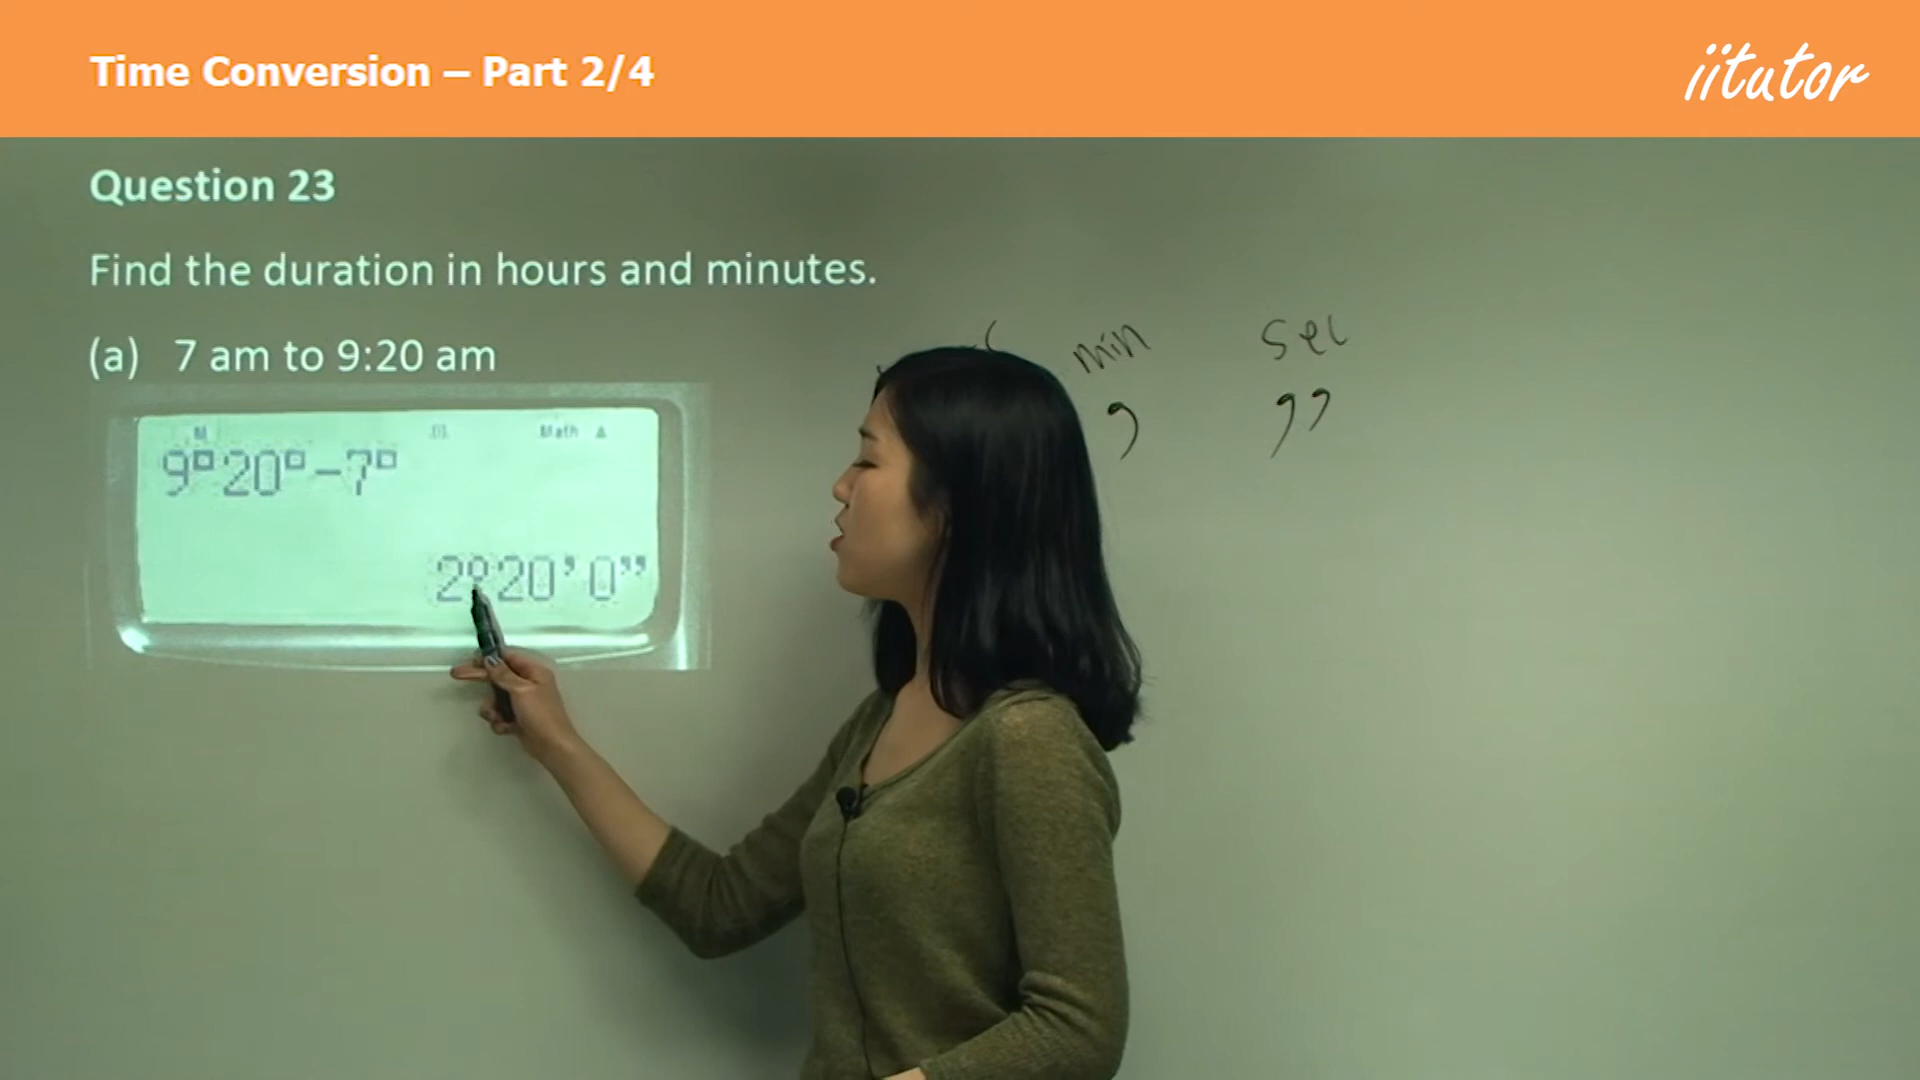 Time Conversion – Part 2/4
iitutor
Question 23
Find the duration in hours and minutes.
(a) 7 am to 9:20 am
min sec
, ,,
M D Math ▲
9°20°−7°
2°20’0”